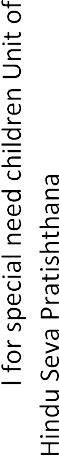 l for special need children Unit of
Hindu Seva Pratishthana